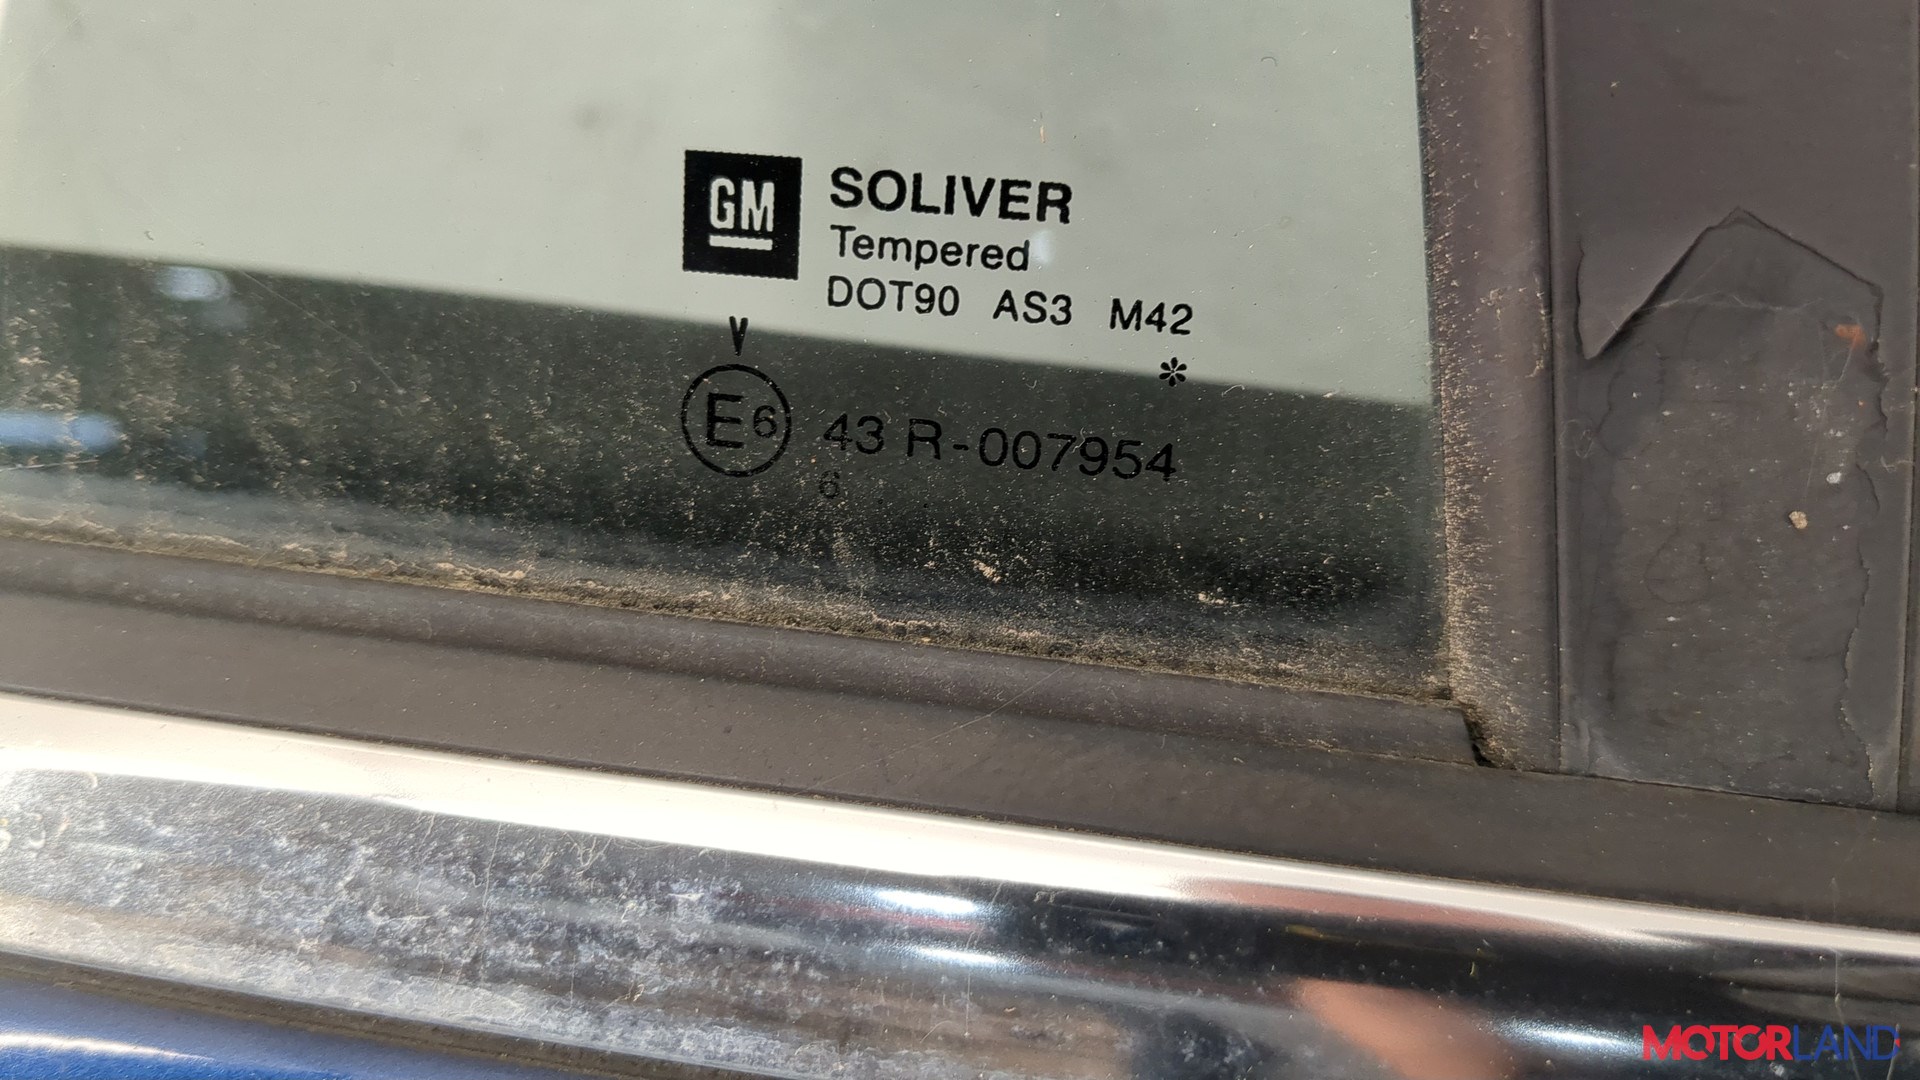 GM
SOLIVER
Tempered
DOT90 AS3 M42
V
*
E6 43 R-007954
6
MOTORLAND